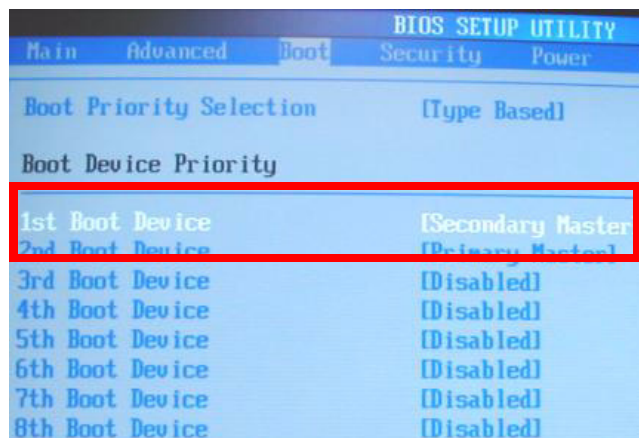 BIOS SETUP UTILITY
Main Advanced Boot Security Power
Boot Priority Selection [Type Based]
Boot Device Priority
1st Boot Device [Secondary Master
2nd Boot Device [Primary Master]
3rd Boot Device [Disabled]
4th Boot Device [Disabled]
5th Boot Device [Disabled]
6th Boot Device [Disabled]
7th Boot Device [Disabled]
8th Boot Device [Disabled]